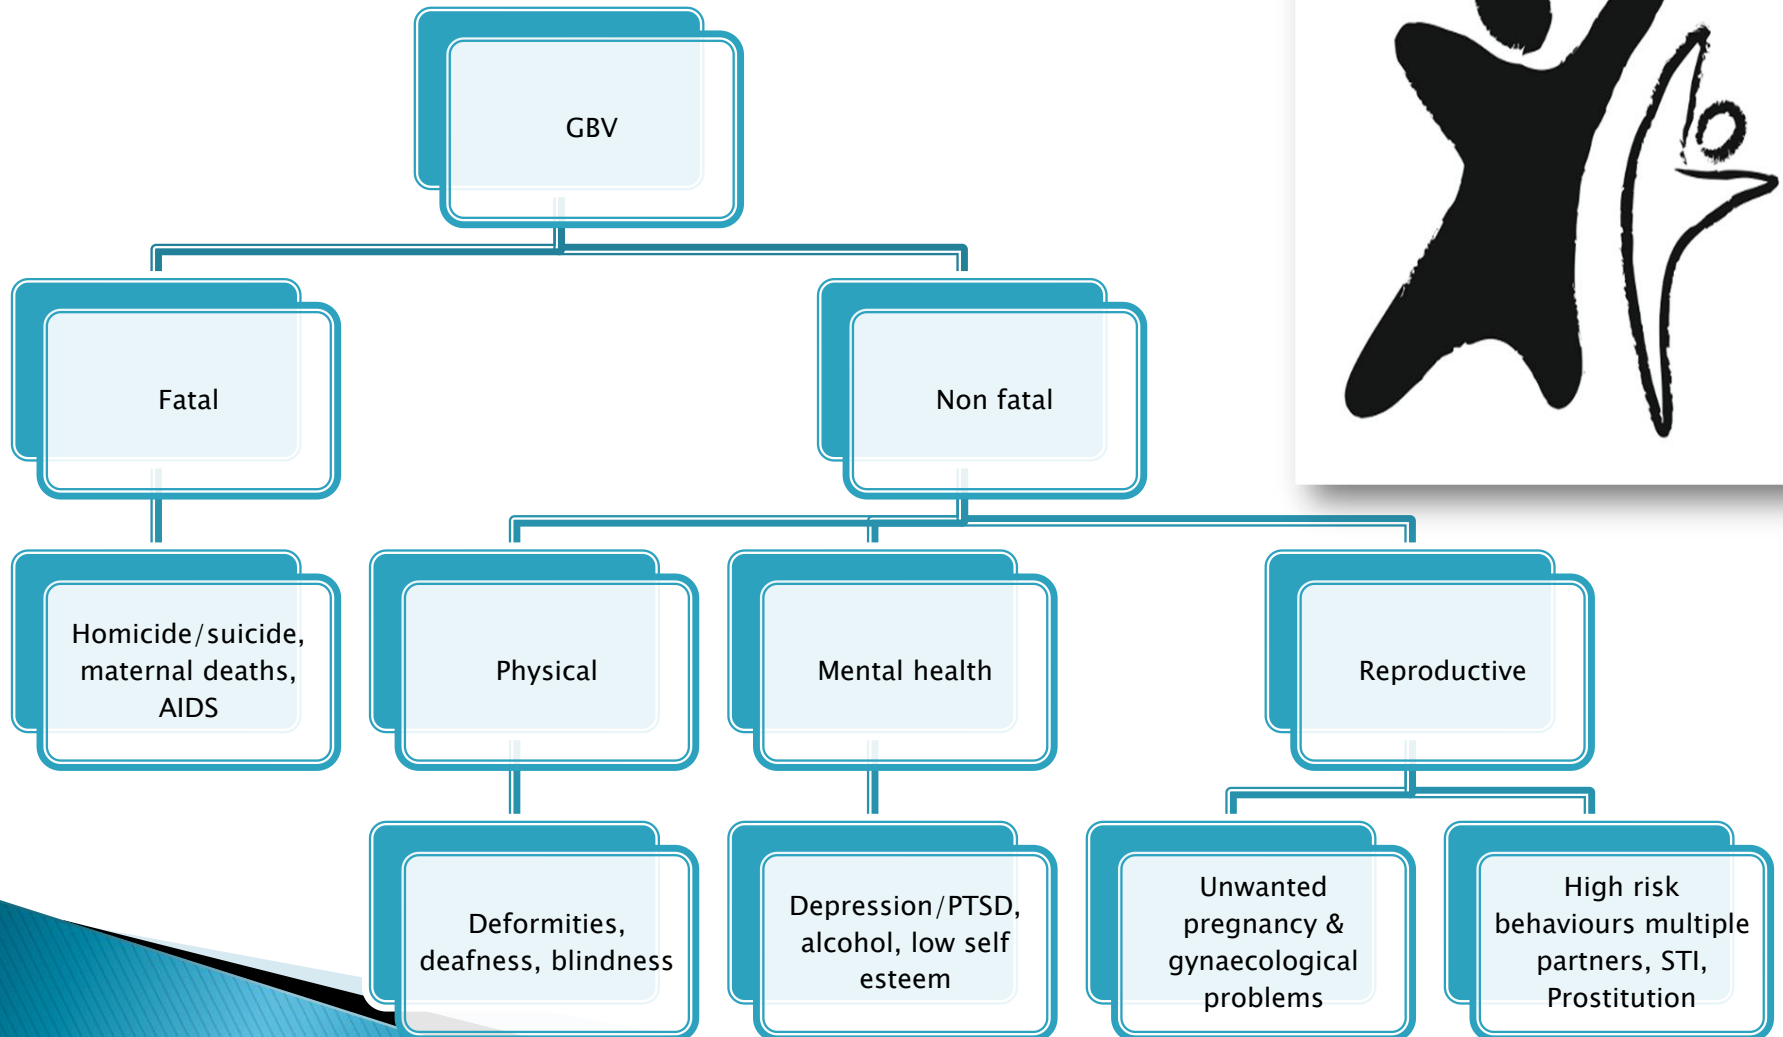 GBV
Fatal
Non fatal
Homicide/suicide,
maternal deaths,
AIDS
Physical
Mental health
Reproductive
Deformities,
deafness, blindness
Depression/PTSD,
alcohol, low self
esteem
Unwanted
pregnancy &
gynaecological
problems
High risk
behaviours multiple
partners, STI,
Prostitution